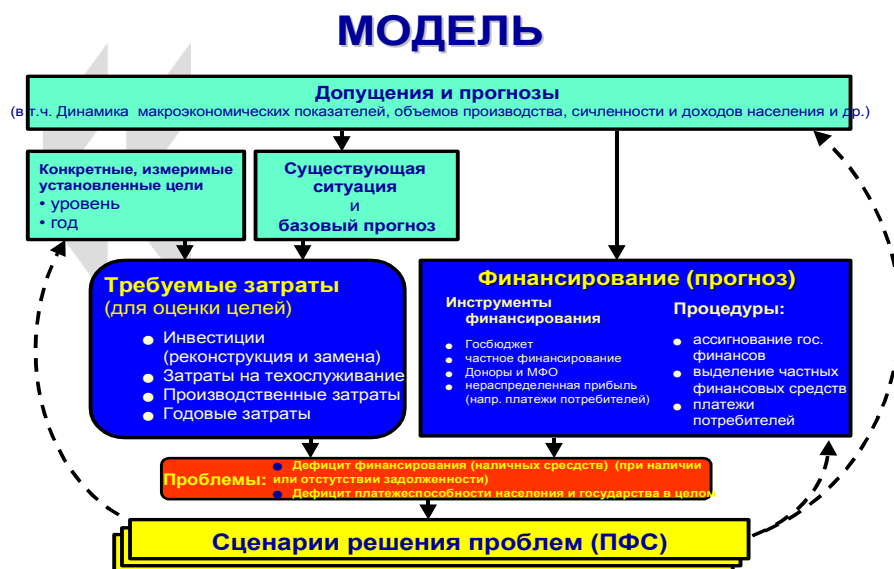 МОДЕЛЬ
Допущения и прогнозы
(в т.ч. Динамика макроэкономических показателей, объемов производства, сичленности и доходов населения и др.)
Конкретные, измеримые
установленные цели
• уровень
• год
Существующая
ситуация
и
базовый прогноз
Требуемые затраты
(для оценки целей)
● Инвестиции
(реконструкция и замена)
● Затраты на техослуживание
● Производственные затраты
● Годовые затраты
Финансирование (прогноз)
Инструменты
финансирования
● Госбюджет
● частное финансирование
● Доноры и МФО
● нераспределенная прибыль
(напр. платежи потребителей)
Процедуры:
● ассигнование гос.
финансов
● выделение частных
финансовых средств
● платежи
потребителей
Проблемы:
● Дефицит финансирования (наличных сресдств) (при наличии
или отстутствии задолженности)
● Дефицит платежеспособности населения и государства в целом
Сценарии решения проблем (ПФС)